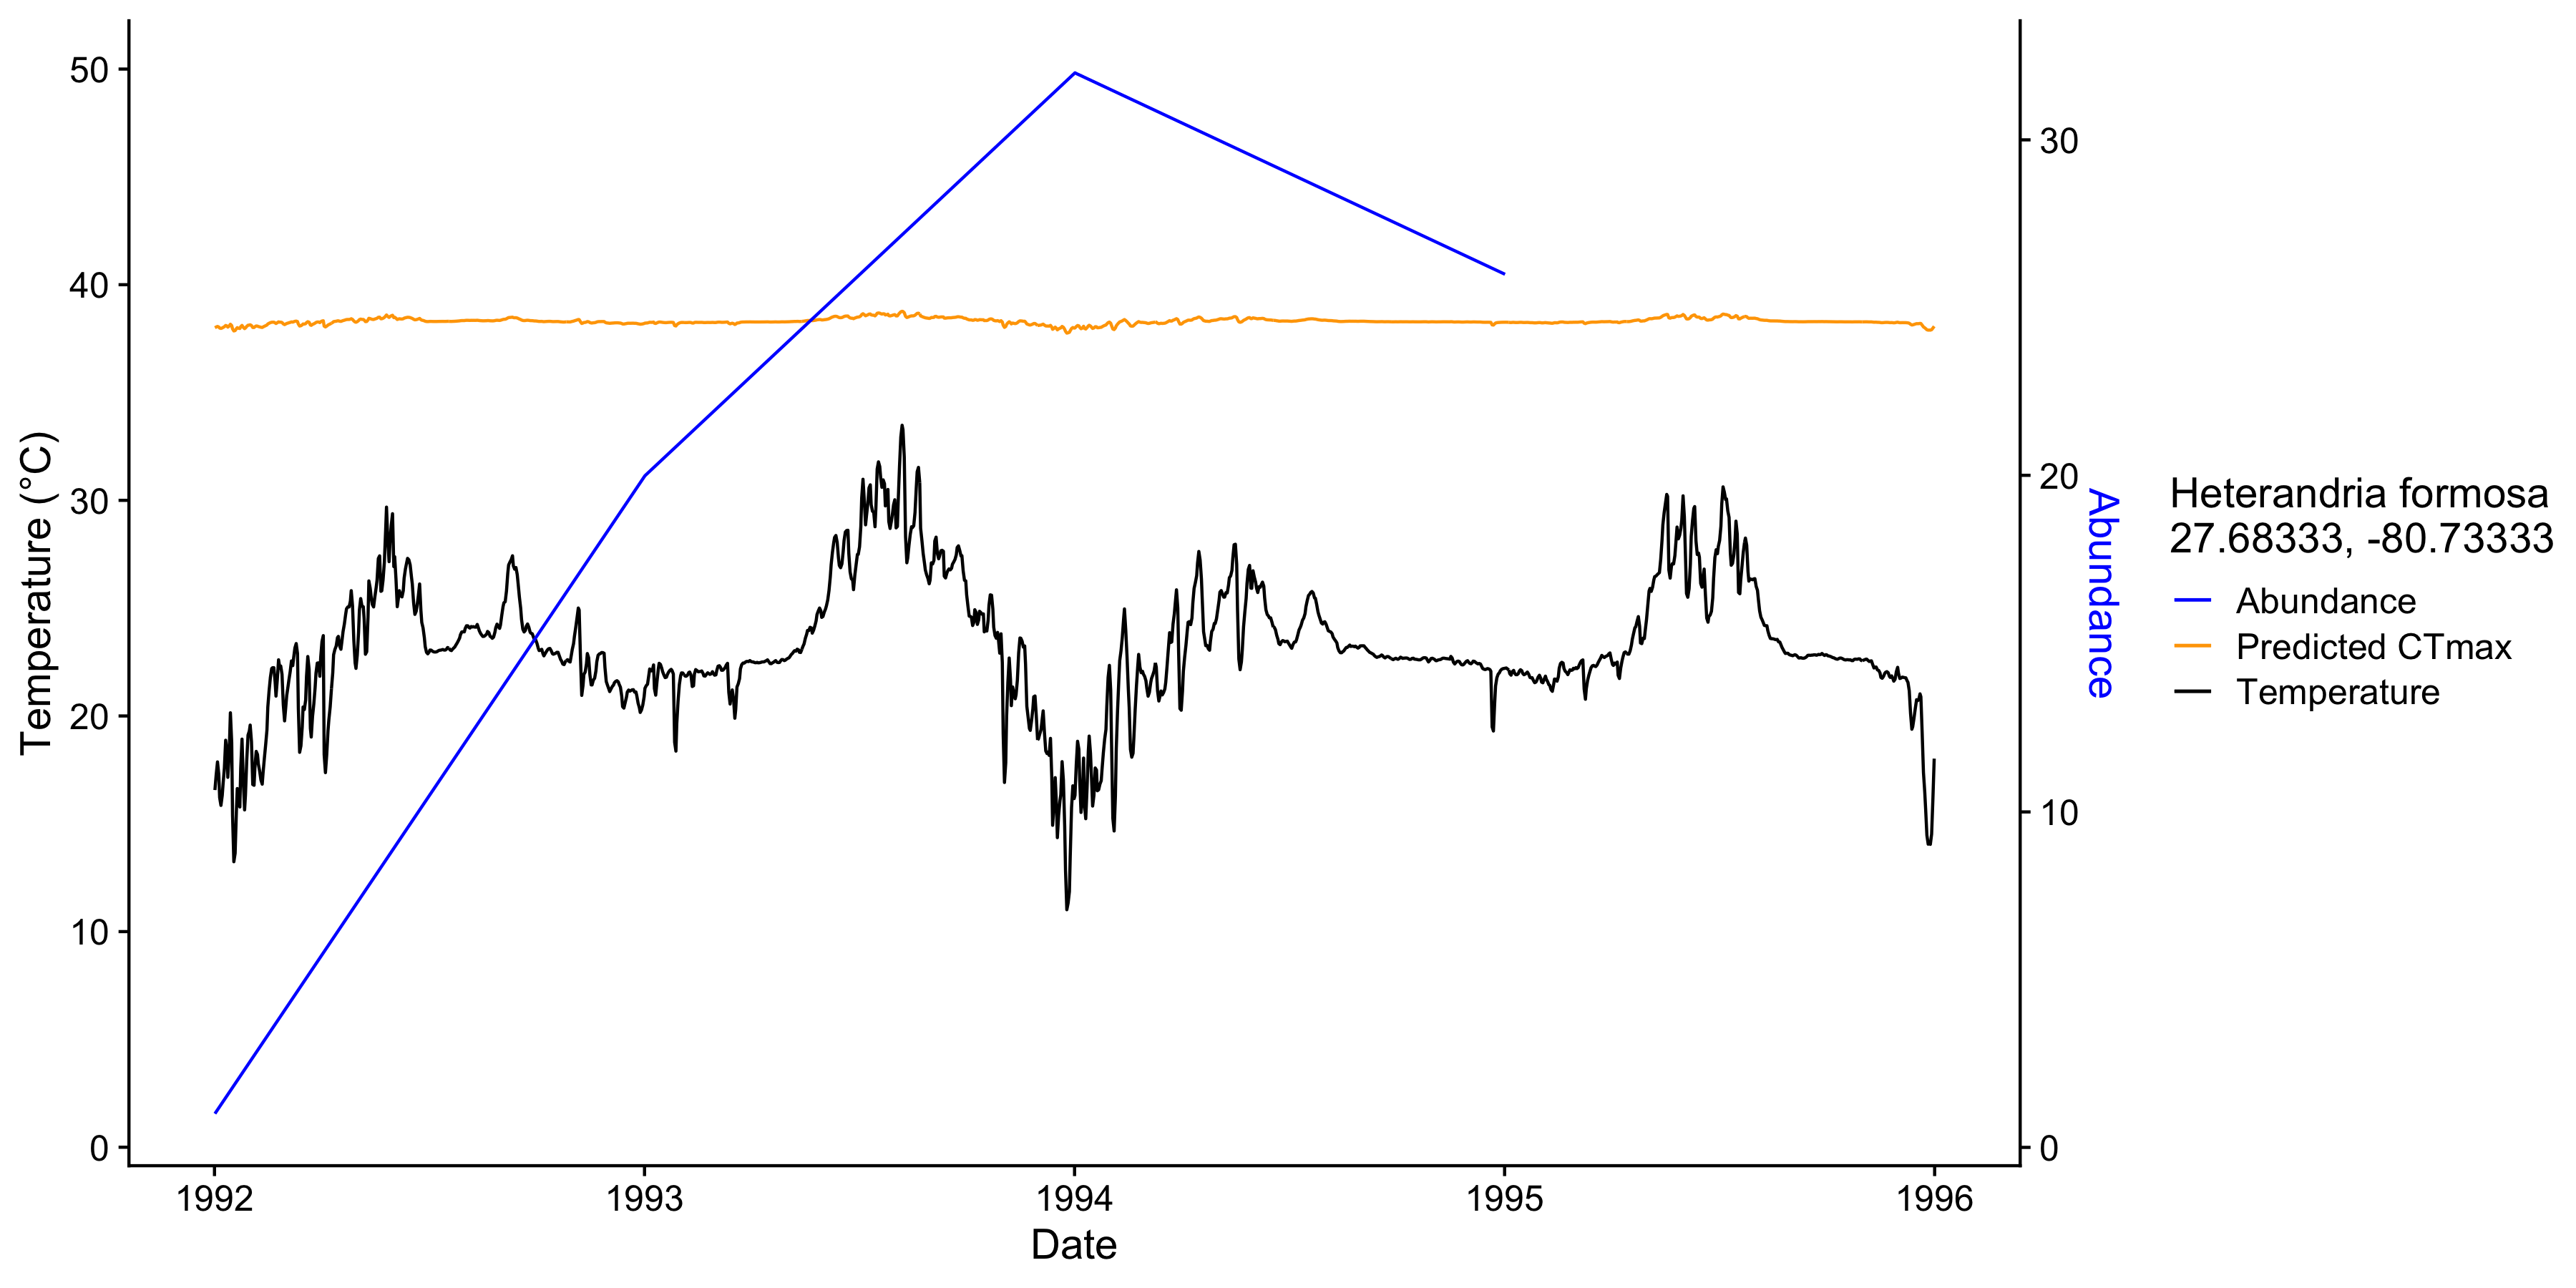 50
40
30
20
10
0
Temperature (°C)
1992
1993
1994
1995
1996
Date
30
20
10
0
Abundance
Heterandria formosa
27.68333, -80.73333
Abundance
Predicted CTmax
Temperature